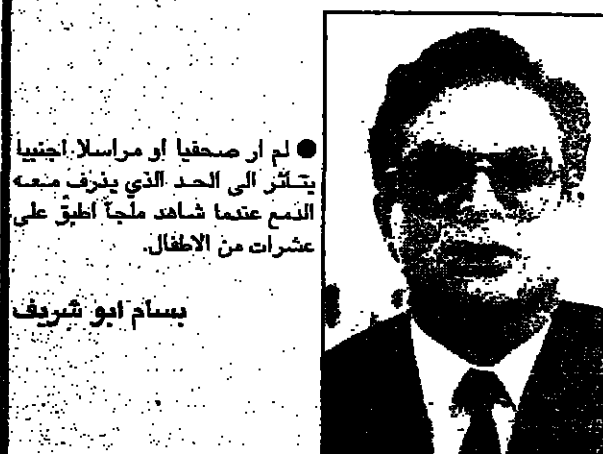 ● لم ار صحفيا او مراسلا اجنبيا
يتأثر الى الحد الذي يذرف معه
الدمع عندما شاهد ملجأ اطبق على
عشرات من الاطفال.
بسام ابو شريف